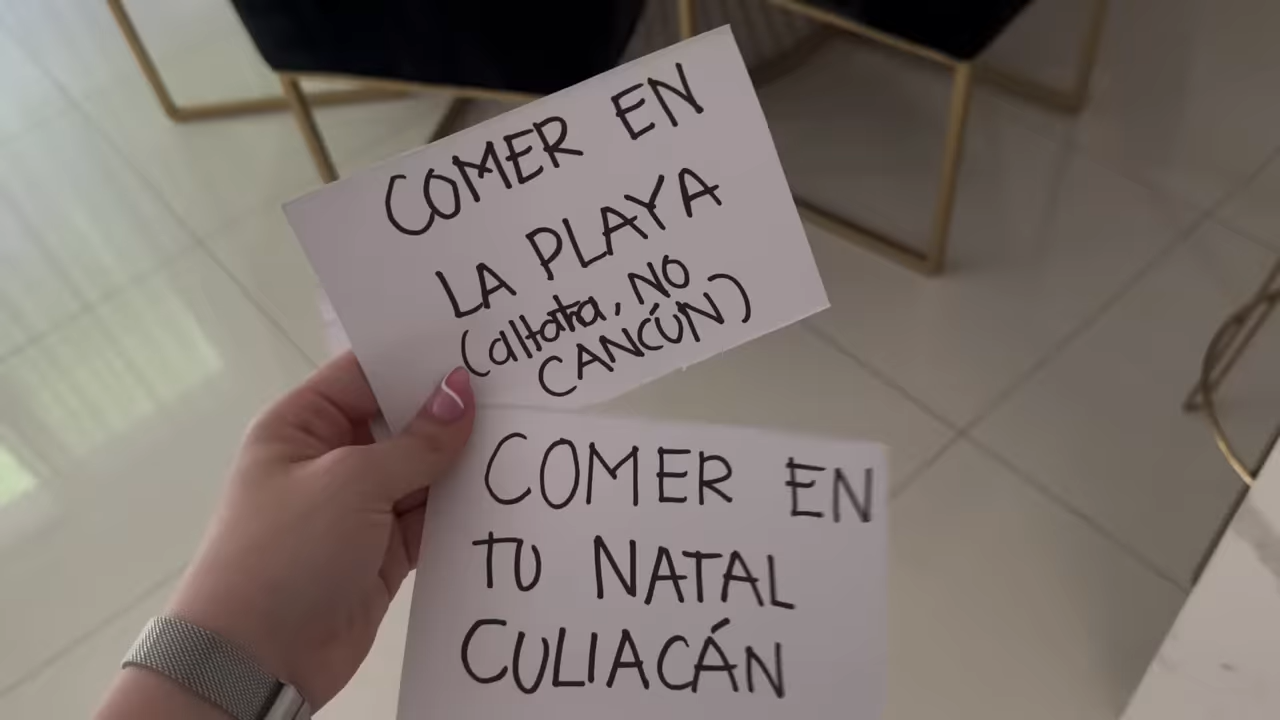 COMER EN
LA PLAYA
(altata, NO
CANCÚN)
COMER EN
TU NATAL
CULIACÁN